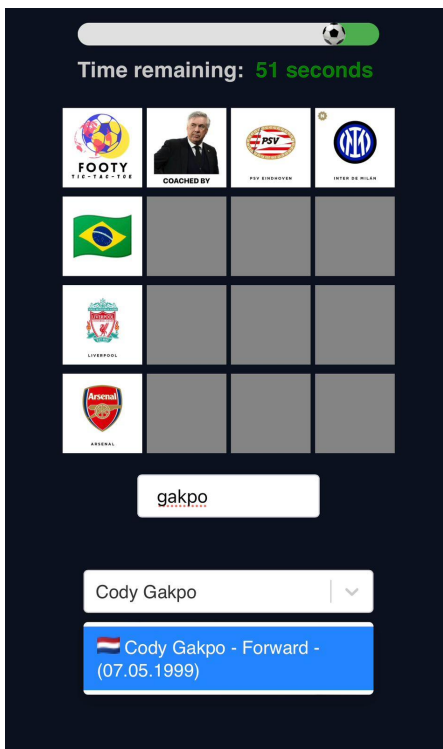 Time remaining: 51 seconds
FOOTY
TIC-TAC-TOE
COACHED BY
PSV
PSV EINDHOVEN
INTER DE MILAN
LIVERPOOL
Arsenal
ARSENAL
gakpo
Cody Gakpo
Cody Gakpo - Forward -
(07.05.1999)